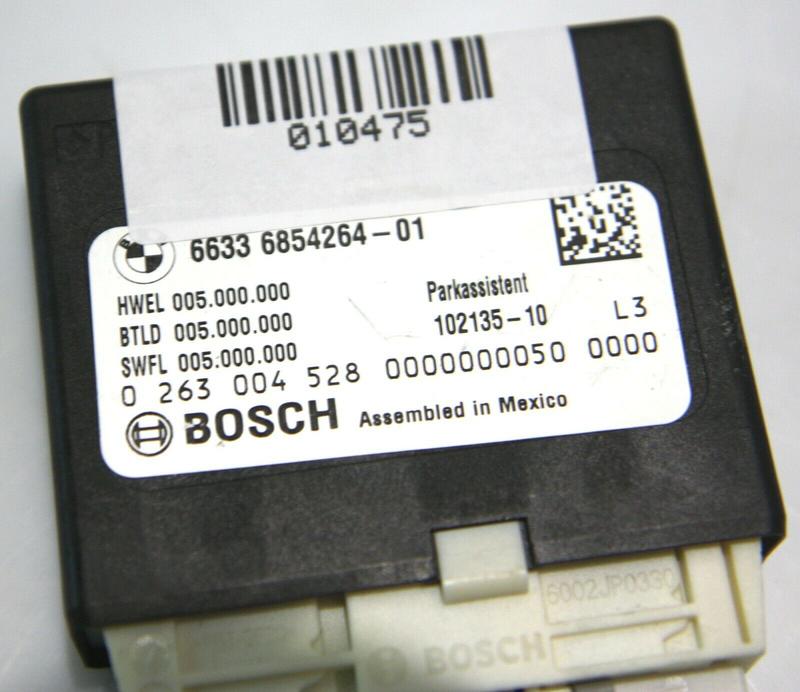 010475
6633 6854264-01
HWEL 005.000.000
BTLD 005.000.000
SWFL 005.000.000
Parkassistent
102135-10
L3
0 263 004 528 0000000050 0000
BOSCH Assembled in Mexico
6002JP0330
BOSCH